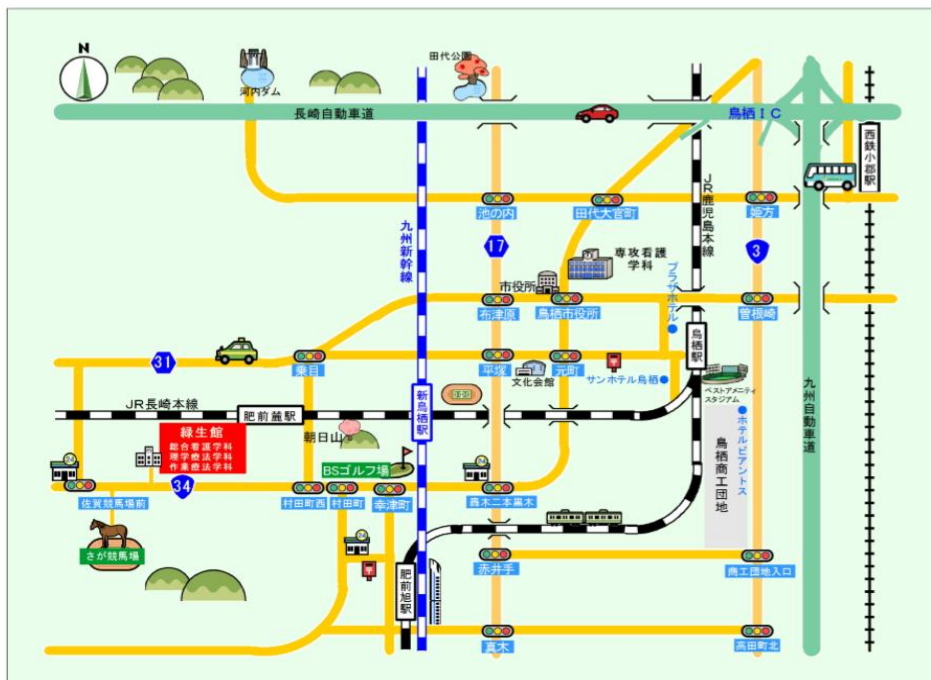 N
河内ダム
田代公園
長崎自動車道
鳥栖IC
西鉄小郡駅
池の内
田代大官町
姫方
JR鹿児島本線
九州新幹線
17
3
専攻看護
学科
市役所
プラザホテル
布津原
鳥栖市役所
曽根崎
31
乗目
平塚
元町
文化会館
サンホテル鳥栖
鳥栖駅
ベストアメニティ
スタジアム
九州自動車道
JR長崎本線
肥前麓駅
新鳥栖駅
緑生館
総合看護学科
理学療法学科
作業療法学科
朝日山
BSゴルフ場
ホテルビアントス
鳥栖商工団地
24
34
24
佐賀競馬場前
村田町西
村田町
幸津町
轟木二本黒木
さが競馬場
24
肥前旭駅
赤井手
商工団地入口
真木
高田町北